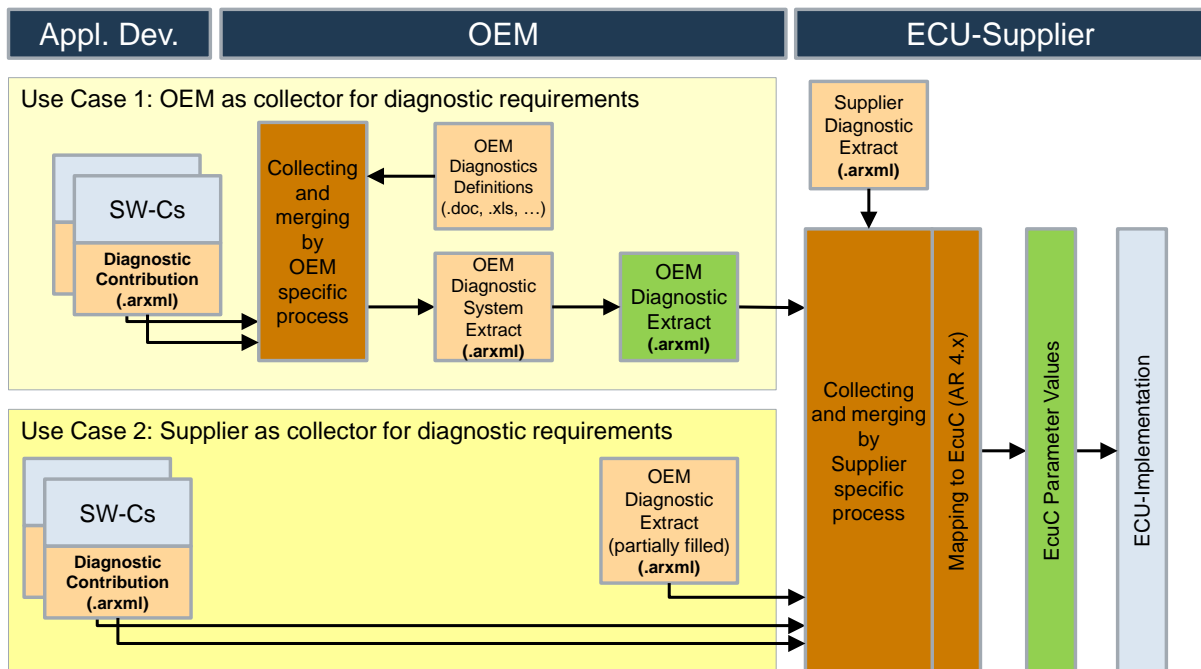 Appl. Dev.
OEM
ECU-Supplier
Use Case 1: OEM as collector for diagnostic requirements
SW-Cs
Diagnostic
Contribution
(.arxml)
Collecting
and
merging
by
OEM
specific
process
OEM
Diagnostics
Definitions
(.doc, .xls, …)
OEM
Diagnostic
System
Extract
(.arxml)
OEM
Diagnostic
Extract
(.arxml)
Supplier
Diagnostic
Extract
(.arxml)
Use Case 2: Supplier as collector for diagnostic requirements
SW-Cs
Diagnostic
Contribution
(.arxml)
OEM
Diagnostic
Extract
(partially filled)
(.arxml)
Collecting
and merging
by
Supplier
specific
process
Mapping to EcuC (AR 4.x)
EcuC Parameter Values
ECU-Implementation